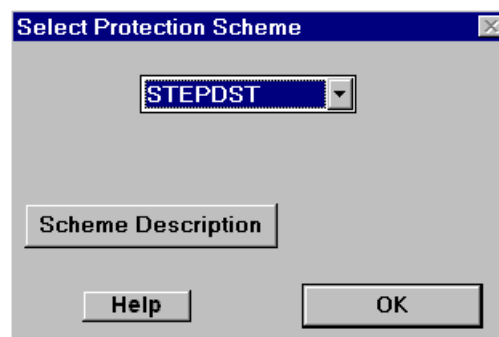 Select Protection Scheme
STEPDST
Scheme Description
Help OK